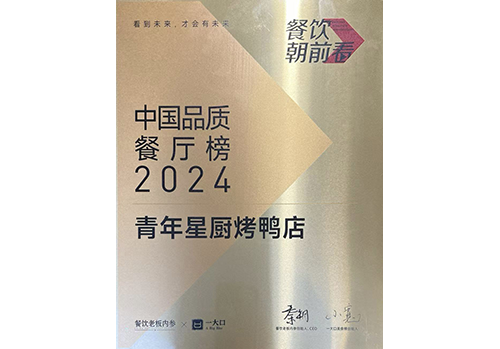 看到未来,才会有未来
餐饮
朝前看
中国品质
餐厅榜
2024
青年星厨烤鸭店
餐饮老板内参 × 一大口